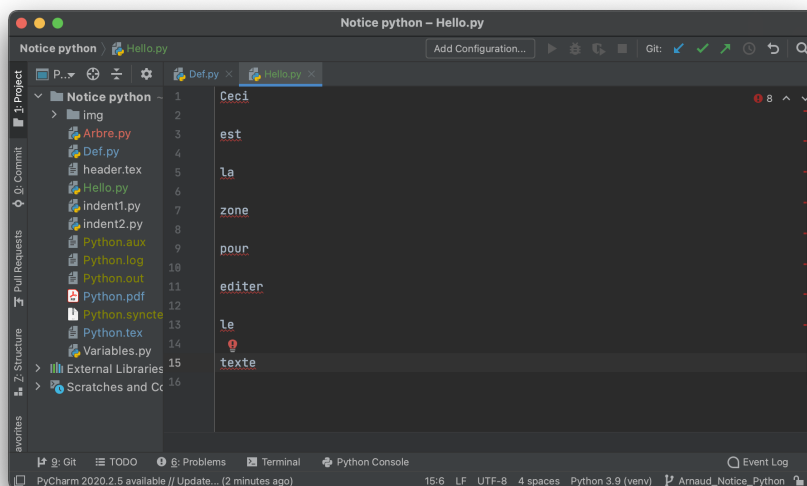 Notice python – Hello.py
Notice python Hello.py Add Configuration... Git:
1: Project P.. Def.py Hello.py
Notice python ~ 1 Ceci 8
img 2
Arbre.py 3 est
Def.py 4
header.tex 5 la
Hello.py 6
indent1.py 7 zone
indent2.py 8
Python.aux 9 pour
Python.log 10
Python.out 11 editer
Python.pdf 12
Python.syncte 13 le
Python.tex 14
Variables.py 15 texte
External Libraries 16
Scratches and Co
0: Commit
Pull Requests
Z: Structure
avorites
9: Git TODO 6: Problems Terminal Python Console Event Log
PyCharm 2020.2.5 available // Update... (2 minutes ago) 15:6 LF UTF-8 4 spaces Python 3.9 (venv) Arnaud_Notice_Python